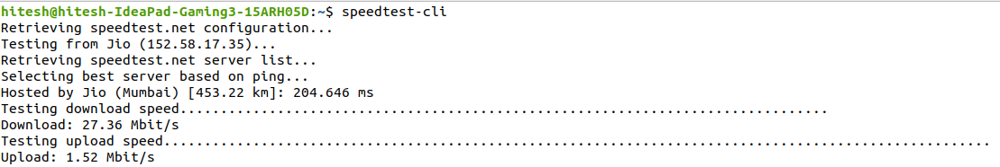 hitesh@hitesh-IdeaPad-Gaming3-15ARH05D:~$ speedtest-cli
Retrieving speedtest.net configuration...
Testing from Jio (152.58.17.35)...
Retrieving speedtest.net server list...
Selecting best server based on ping...
Hosted by Jio (Mumbai) [453.22 km]: 204.646 ms
Testing download speed................................................................................
Download: 27.36 Mbit/s
Testing upload speed......................................................................................................
Upload: 1.52 Mbit/s